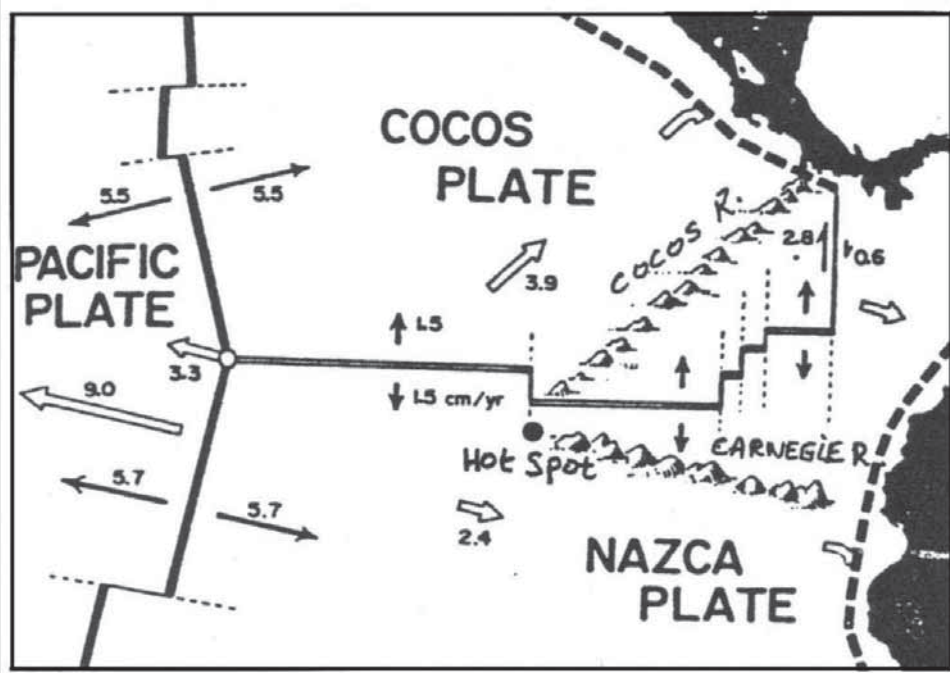 COCOS
PLATE
5.5
5.5
PACIFIC
PLATE
COCOS R.
2.8
0.6
3.9
1.5
3.3
9.0
1.5 cm/yr
Hot Spot
CARNEGIE R
5.7
5.7
2.4
NAZCA
PLATE